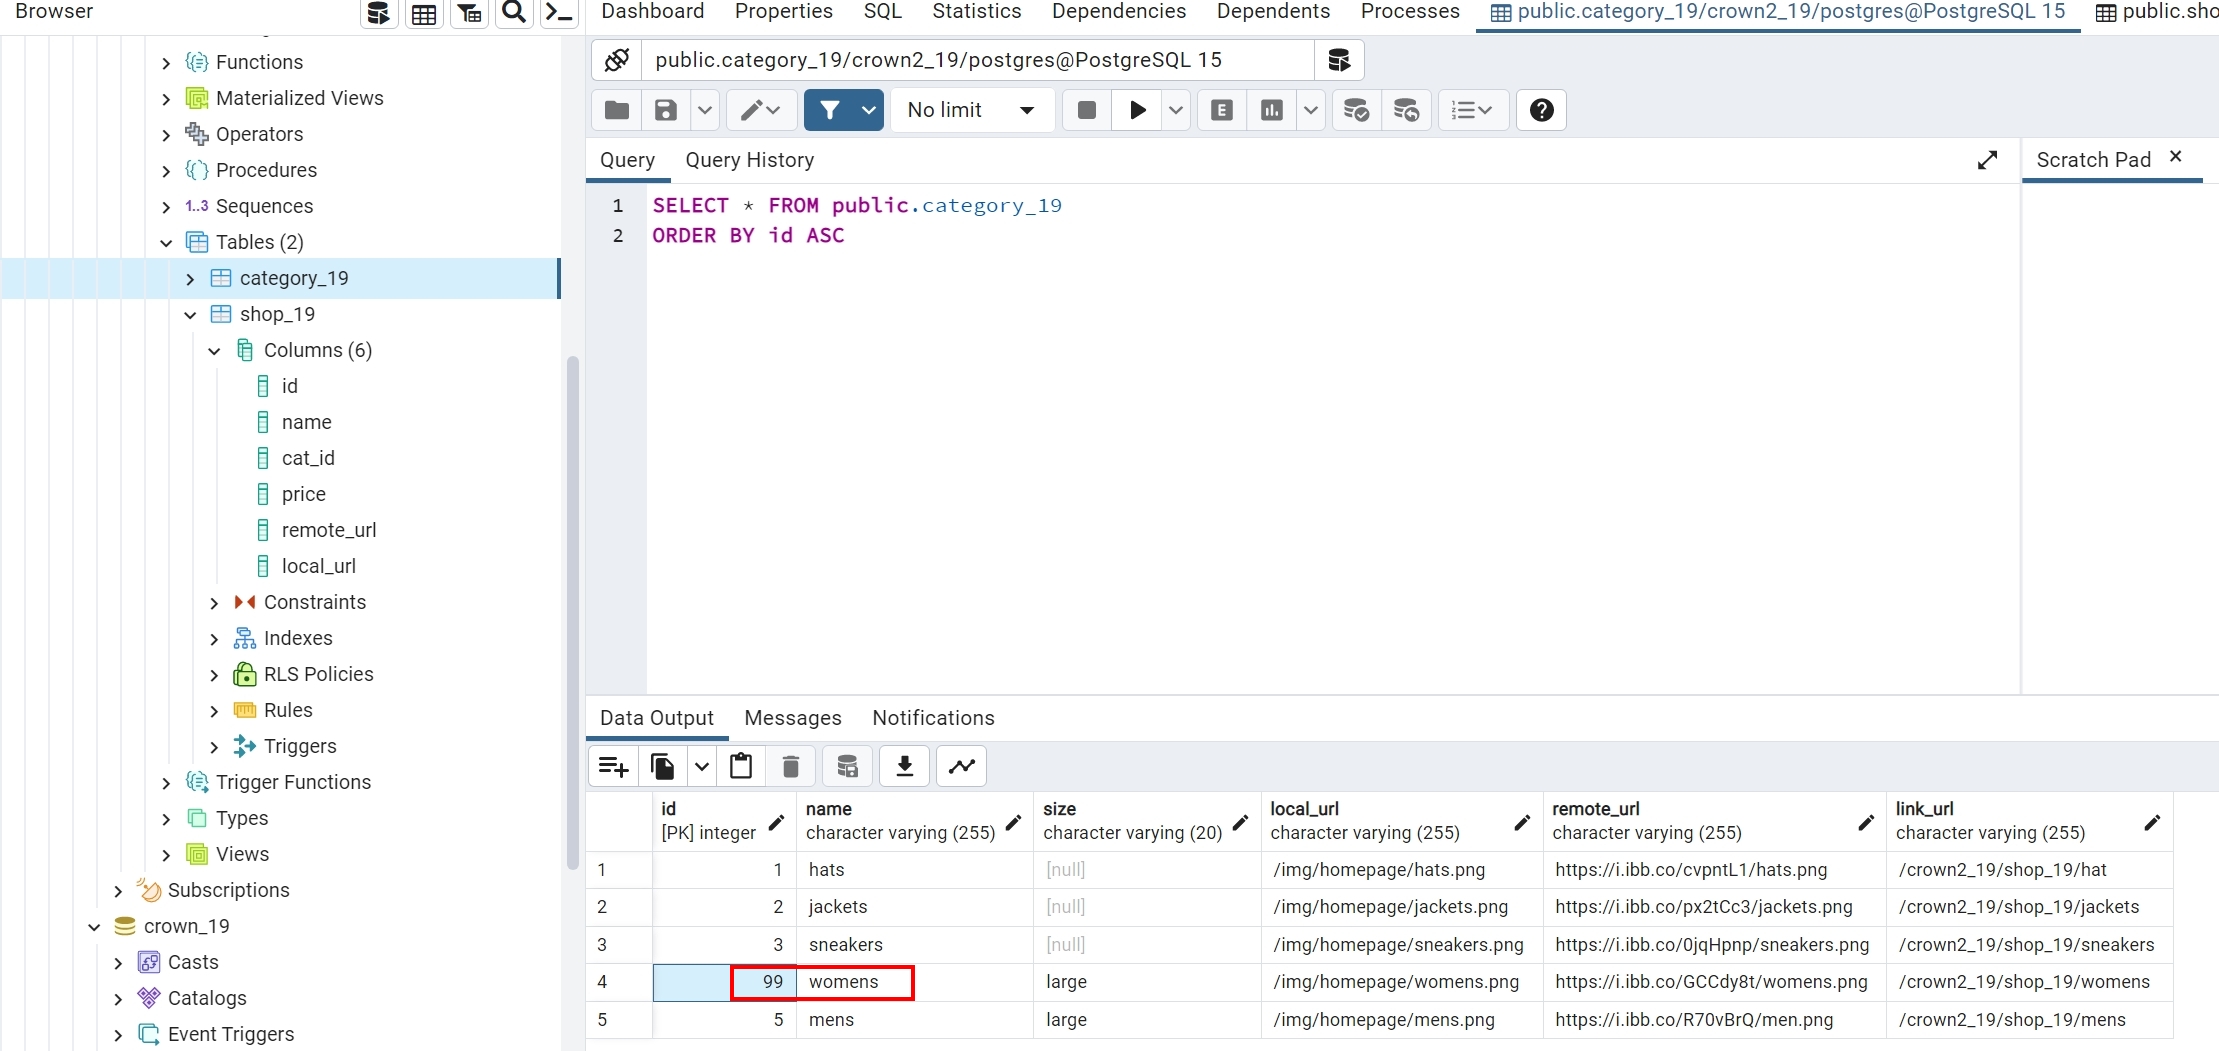 Browser
Functions
Materialized Views
Operators
Procedures
1..3 Sequences
Tables (2)
category_19
shop_19
Columns (6)
id
name
cat_id
price
remote_url
local_url
Constraints
Indexes
RLS Policies
Rules
Triggers
Trigger Functions
Types
Views
Subscriptions
crown_19
Casts
Catalogs
Event Triggers
Dashboard Properties SQL Statistics Dependencies Dependents Processes public.category_19/crown2_19/postgres@PostgreSQL 15 public.sho
public.category_19/crown2_19/postgres@PostgreSQL 15
No limit E
Query Query History Scratch Pad
1 SELECT * FROM public.category_19
2 ORDER BY id ASC
Data Output Messages Notifications
id name size local_url remote_url link_url
[PK] integer character varying (255) character varying (20) character varying (255) character varying (255) character varying (255)
1 1 hats [null] /img/homepage/hats.png https://i.ibb.co/cvpntL1/hats.png /crown2_19/shop_19/hat
2 2 jackets [null] /img/homepage/jackets.png https://i.ibb.co/px2tCc3/jackets.png /crown2_19/shop_19/jackets
3 3 sneakers [null] /img/homepage/sneakers.png https://i.ibb.co/0jqHpnp/sneakers.png /crown2_19/shop_19/sneakers
4 99 womens large /img/homepage/womens.png https://i.ibb.co/GCCdy8t/womens.png /crown2_19/shop_19/womens
5 5 mens large /img/homepage/mens.png https://i.ibb.co/R70vBrQ/men.png /crown2_19/shop_19/mens